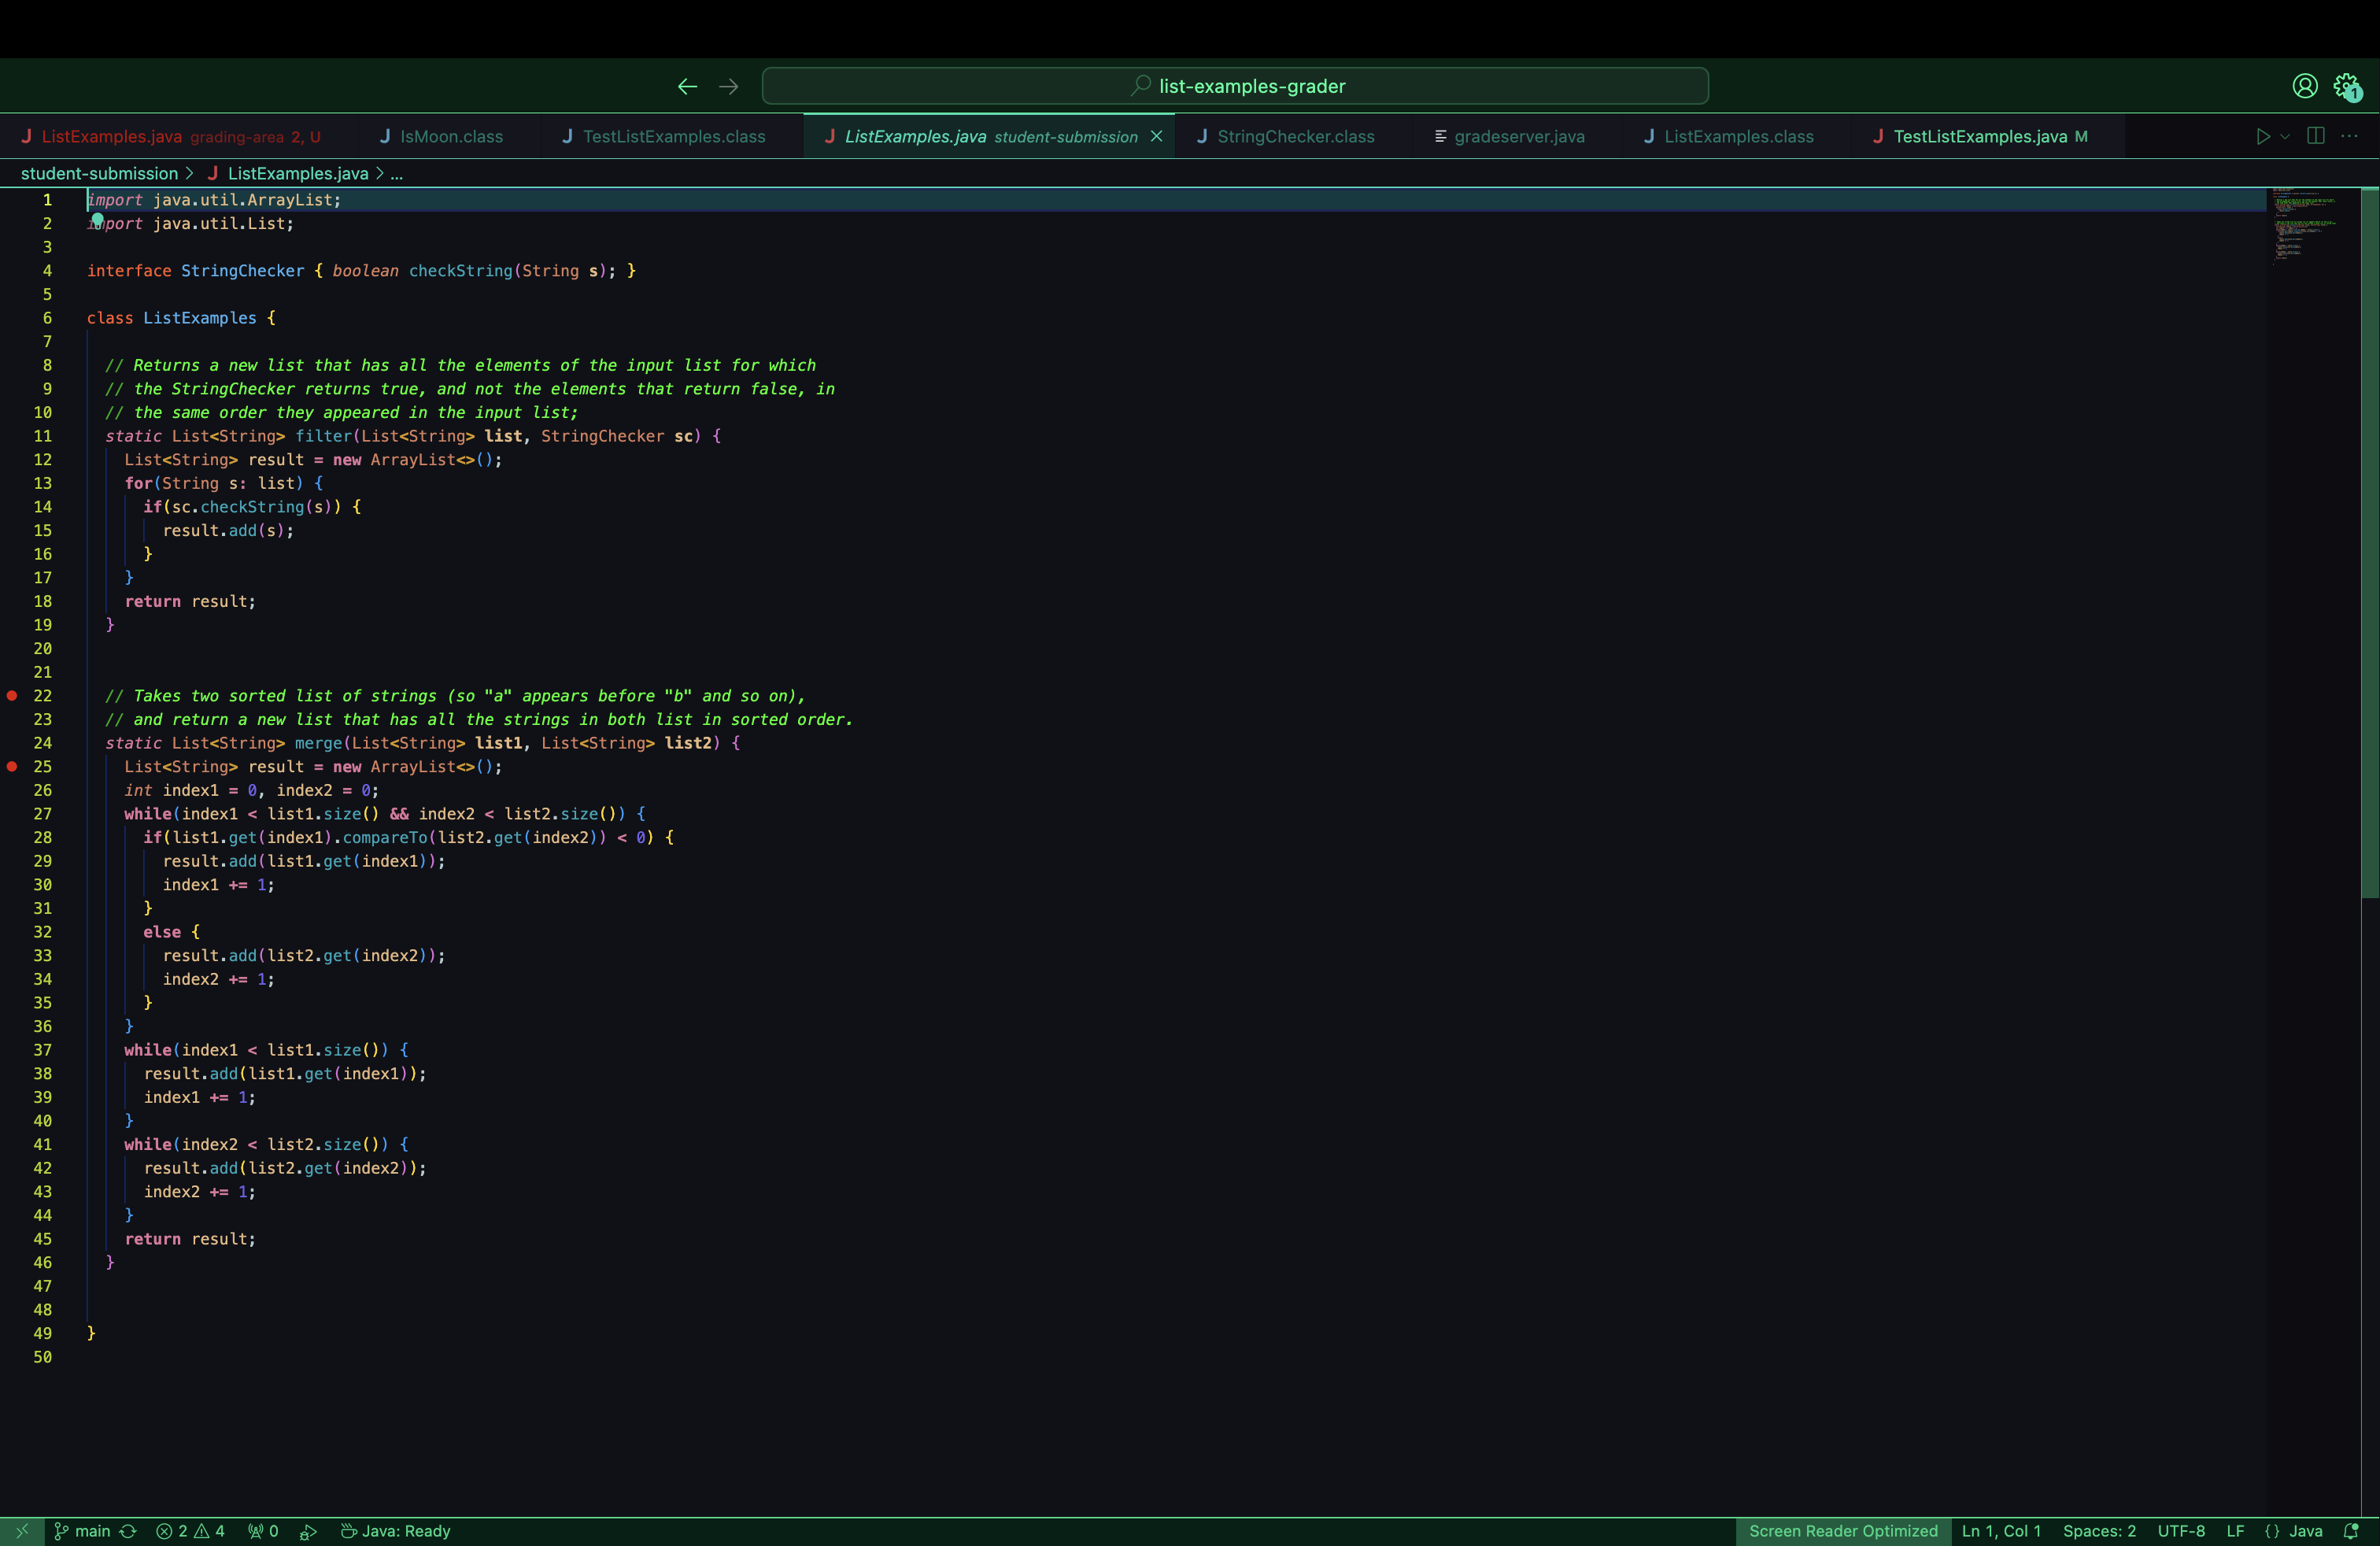 list-examples-grader
1
ListExamples.java grading-area 2, U
IsMoon.class
TestListExamples.class
ListExamples.java student-submission
StringChecker.class
gradeserver.java
ListExamples.class
TestListExamples.java M
student-submission > ListExamples.java > ...
1 import java.util.ArrayList;
2 import java.util.List;
3
4 interface StringChecker { boolean checkString(String s); }
5
6 class ListExamples {
7
8 // Returns a new list that has all the elements of the input list for which
9 // the StringChecker returns true, and not the elements that return false, in
10 // the same order they appeared in the input list;
11 static List<String> filter(List<String> list, StringChecker sc) {
12 List<String> result = new ArrayList<>();
13 for(String s: list) {
14 if(sc.checkString(s)) {
15 result.add(s);
16 }
17 }
18 return result;
19 }
20
21
22 // Takes two sorted list of strings (so "a" appears before "b" and so on),
23 // and return a new list that has all the strings in both list in sorted order.
24 static List<String> merge(List<String> list1, List<String> list2) {
25 List<String> result = new ArrayList<>();
26 int index1 = 0, index2 = 0;
27 while(index1 < list1.size() && index2 < list2.size()) {
28 if(list1.get(index1).compareTo(list2.get(index2)) < 0) {
29 result.add(list1.get(index1));
30 index1 += 1;
31 }
32 else {
33 result.add(list2.get(index2));
34 index2 += 1;
35 }
36 }
37 while(index1 < list1.size()) {
38 result.add(list1.get(index1));
39 index1 += 1;
40 }
41 while(index2 < list2.size()) {
42 result.add(list2.get(index2));
43 index2 += 1;
44 }
45 return result;
46 }
47
48
49 }
50
main 2 4 0 Java: Ready Screen Reader Optimized Ln 1, Col 1 Spaces: 2 UTF-8 LF {} Java